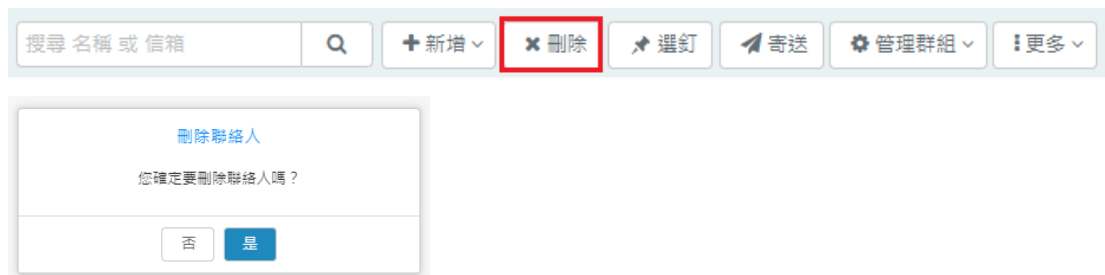 搜尋 名稱 或 信箱 新增 刪除 選釘 寄送 管理群組 更多
刪除聯絡人
您確定要刪除聯絡人嗎？
否 是